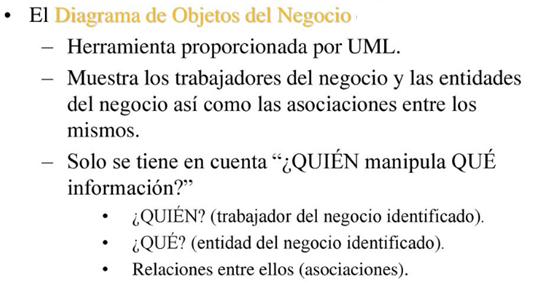 • El Diagrama de Objetos del Negocio
– Herramienta proporcionada por UML.
– Muestra los trabajadores del negocio y las entidades
del negocio así como las asociaciones entre los
mismos.
– Solo se tiene en cuenta “¿QUIÉN manipula QUÉ
información?”
• ¿QUIÉN? (trabajador del negocio identificado).
• ¿QUÉ? (entidad del negocio identificado).
• Relaciones entre ellos (asociaciones).